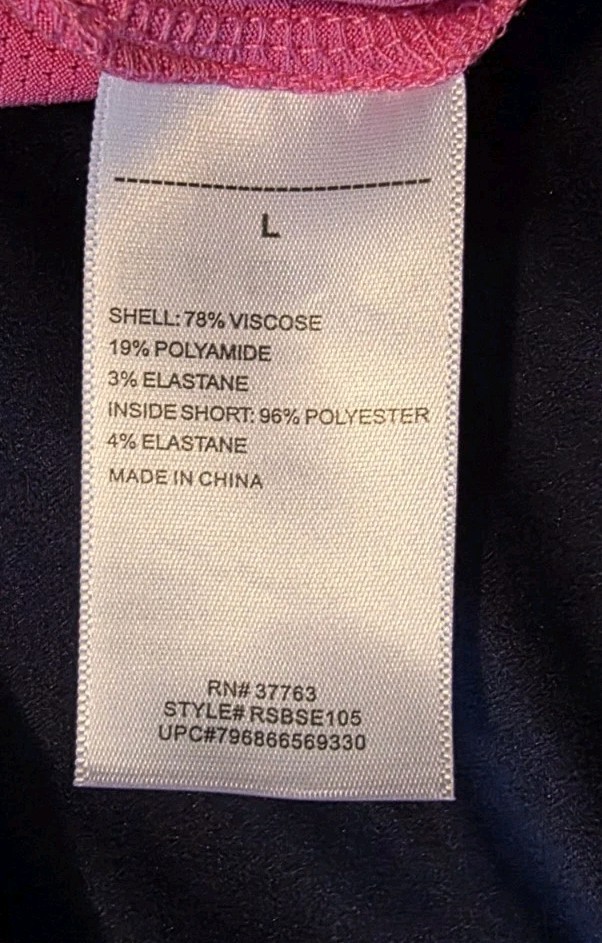 L
SHELL: 78% VISCOSE
19% POLYAMIDE
3% ELASTANE
INSIDE SHORT: 96% POLYESTER
4% ELASTANE
MADE IN CHINA
RN# 37763
STYLE# RSBSE105
UPC#796866569330